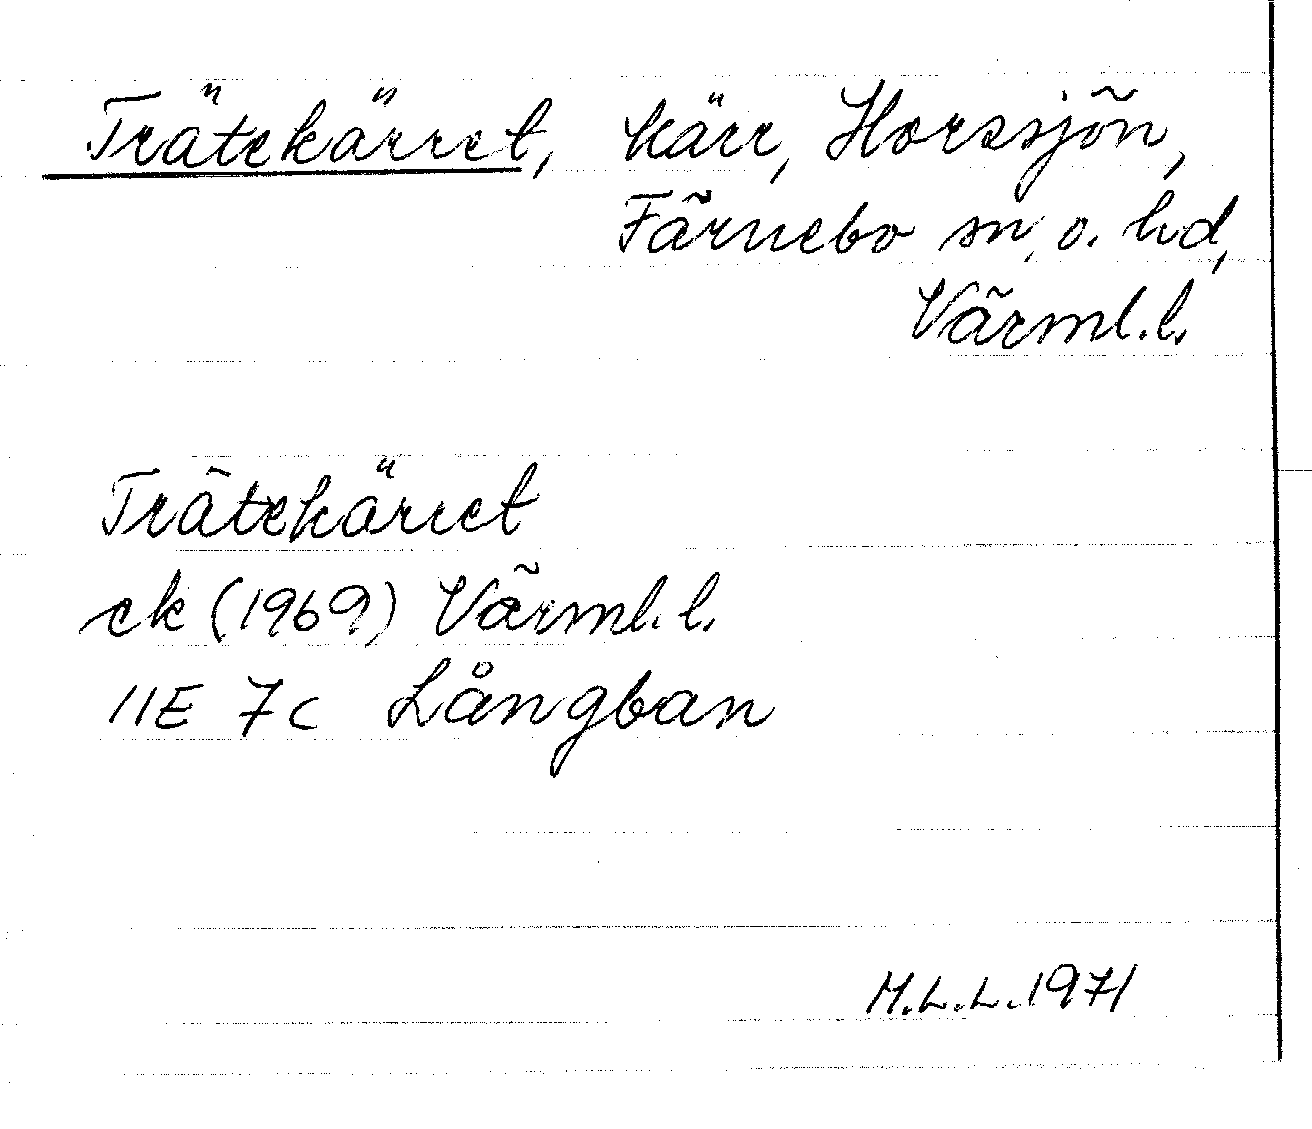 Trätekärret, kärr, Horssjön,
Färnebo sn o. hd,
Värml. l.
Trätekärret
ek (1969) Värml. l.
11E 7c Långban
M.L.L. 1971